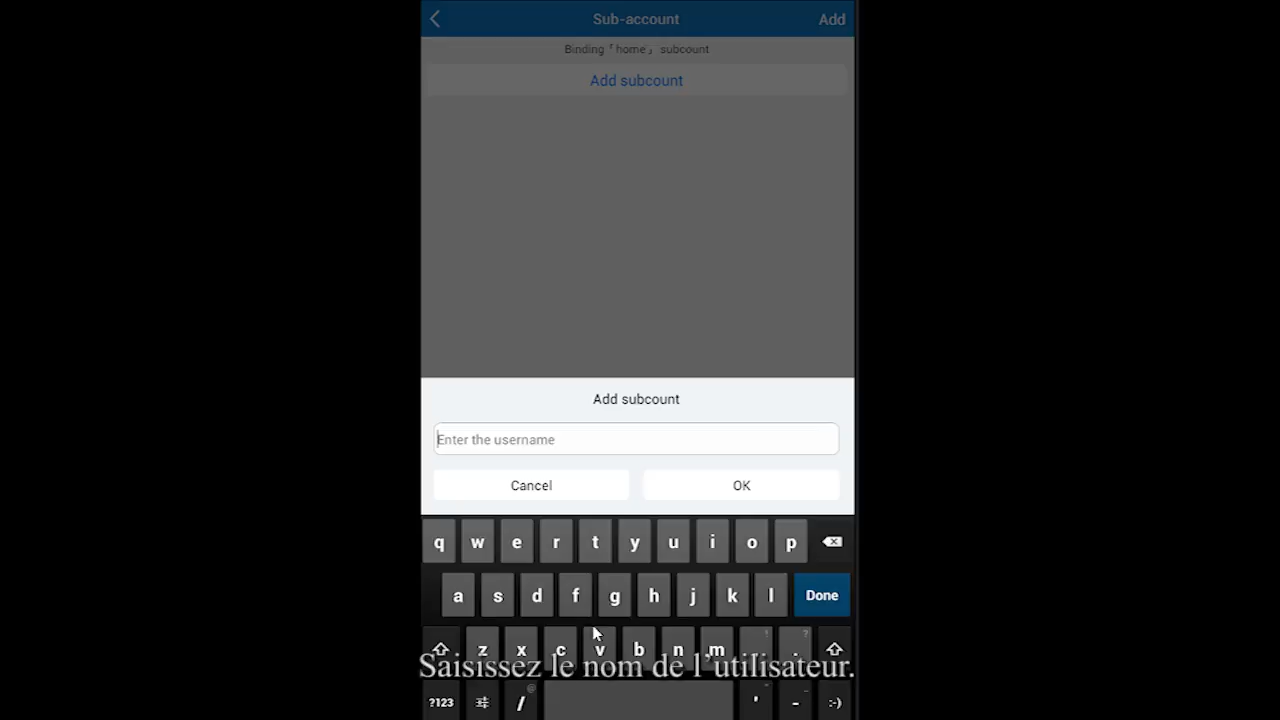 Sub-account Add
Binding「home」 subcount
Add subcount
Add subcount
Enter the username
Cancel OK
q w e r t y u i o p
a s d f g h j k l Done
z x c v b n m ! ? .
Saisissez le nom de l’utilisateur.
?123 / @ ' - :-)